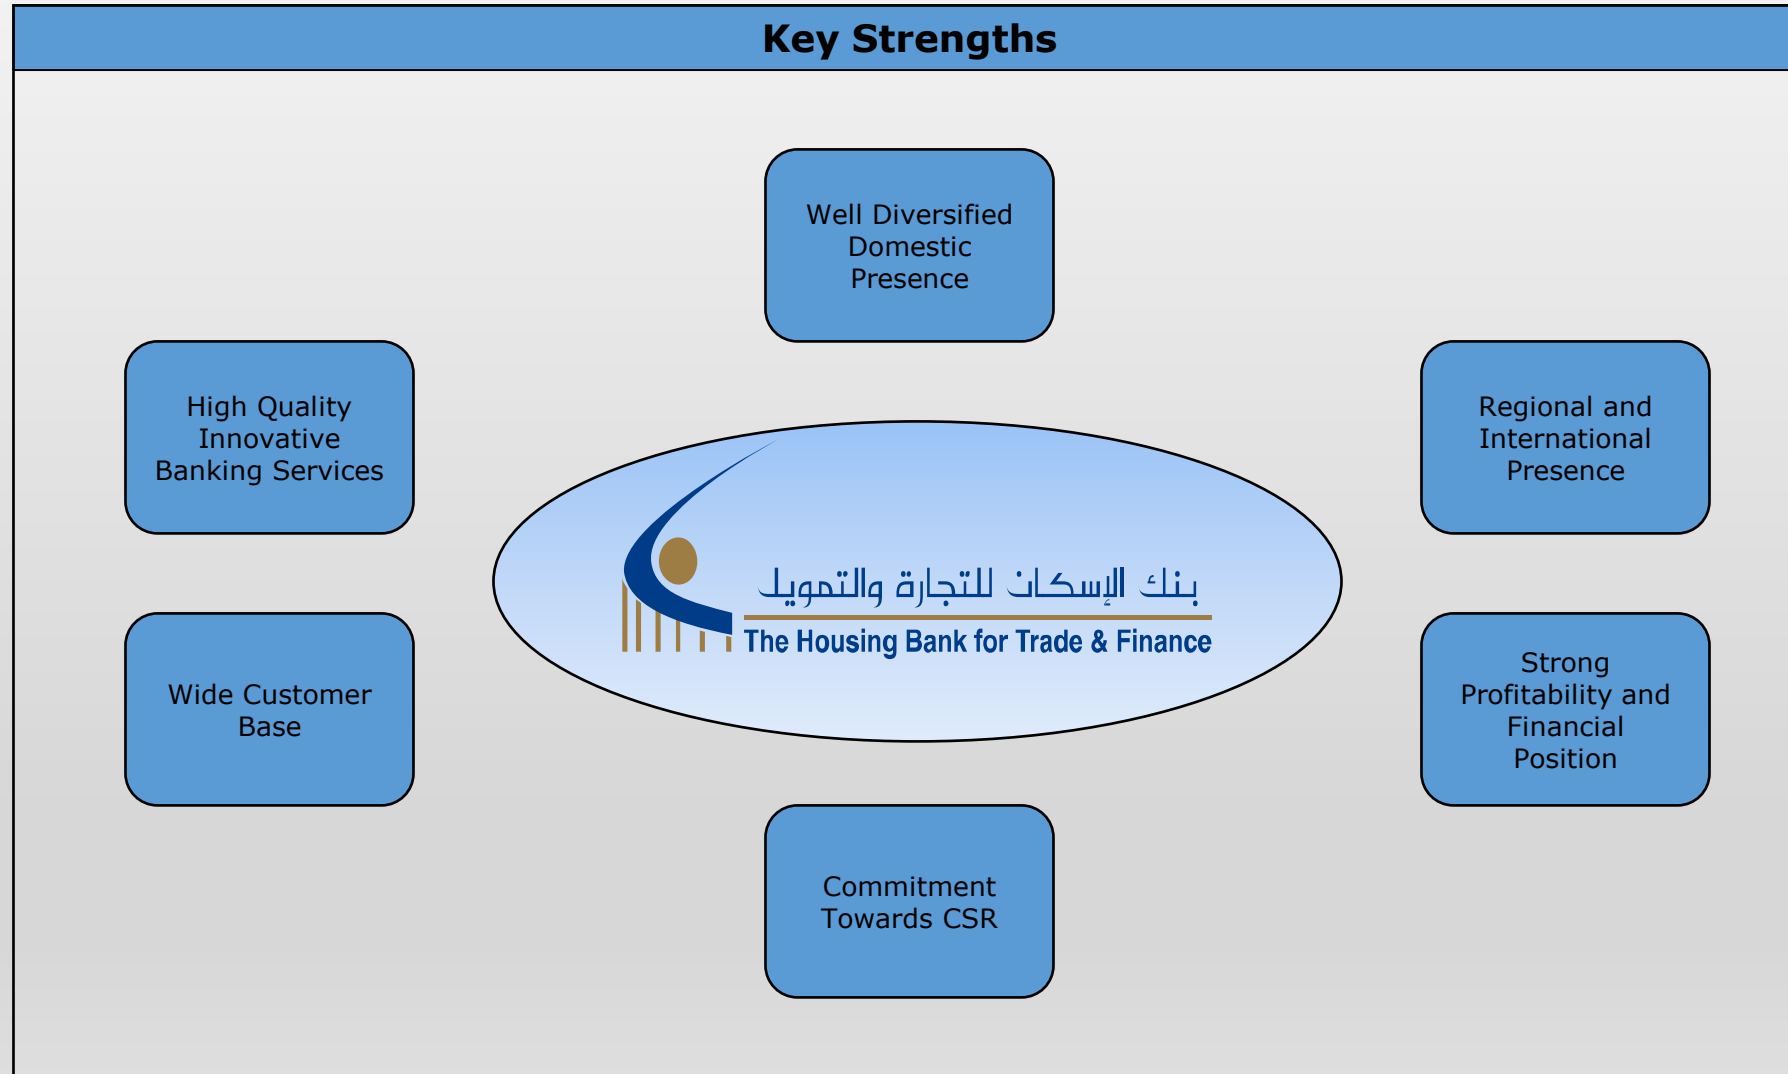 Key Strengths
Well Diversified
Domestic
Presence
High Quality
Innovative
Banking Services
Regional and
International
Presence
بنك الإسكان للتجارة والتمويل
The Housing Bank for Trade & Finance
Wide Customer
Base
Strong
Profitability and
Financial
Position
Commitment
Towards CSR